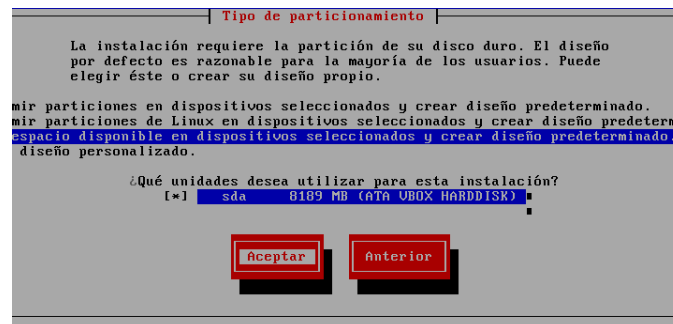 Tipo de particionamiento
La instalación requiere la partición de su disco duro. El diseño
por defecto es razonable para la mayoría de los usuarios. Puede
elegir éste o crear su diseño propio.
mir particiones en dispositivos seleccionados y crear diseño predeterminado.
mir particiones de Linux en dispositivos seleccionados y crear diseño predeterm
espacio disponible en dispositivos seleccionados y crear diseño predeterminado.
diseño personalizado.
¿Qué unidades desea utilizar para esta instalación?
[*] sda 8189 MB (ATA VBOX HARDDISK)
Aceptar Anterior